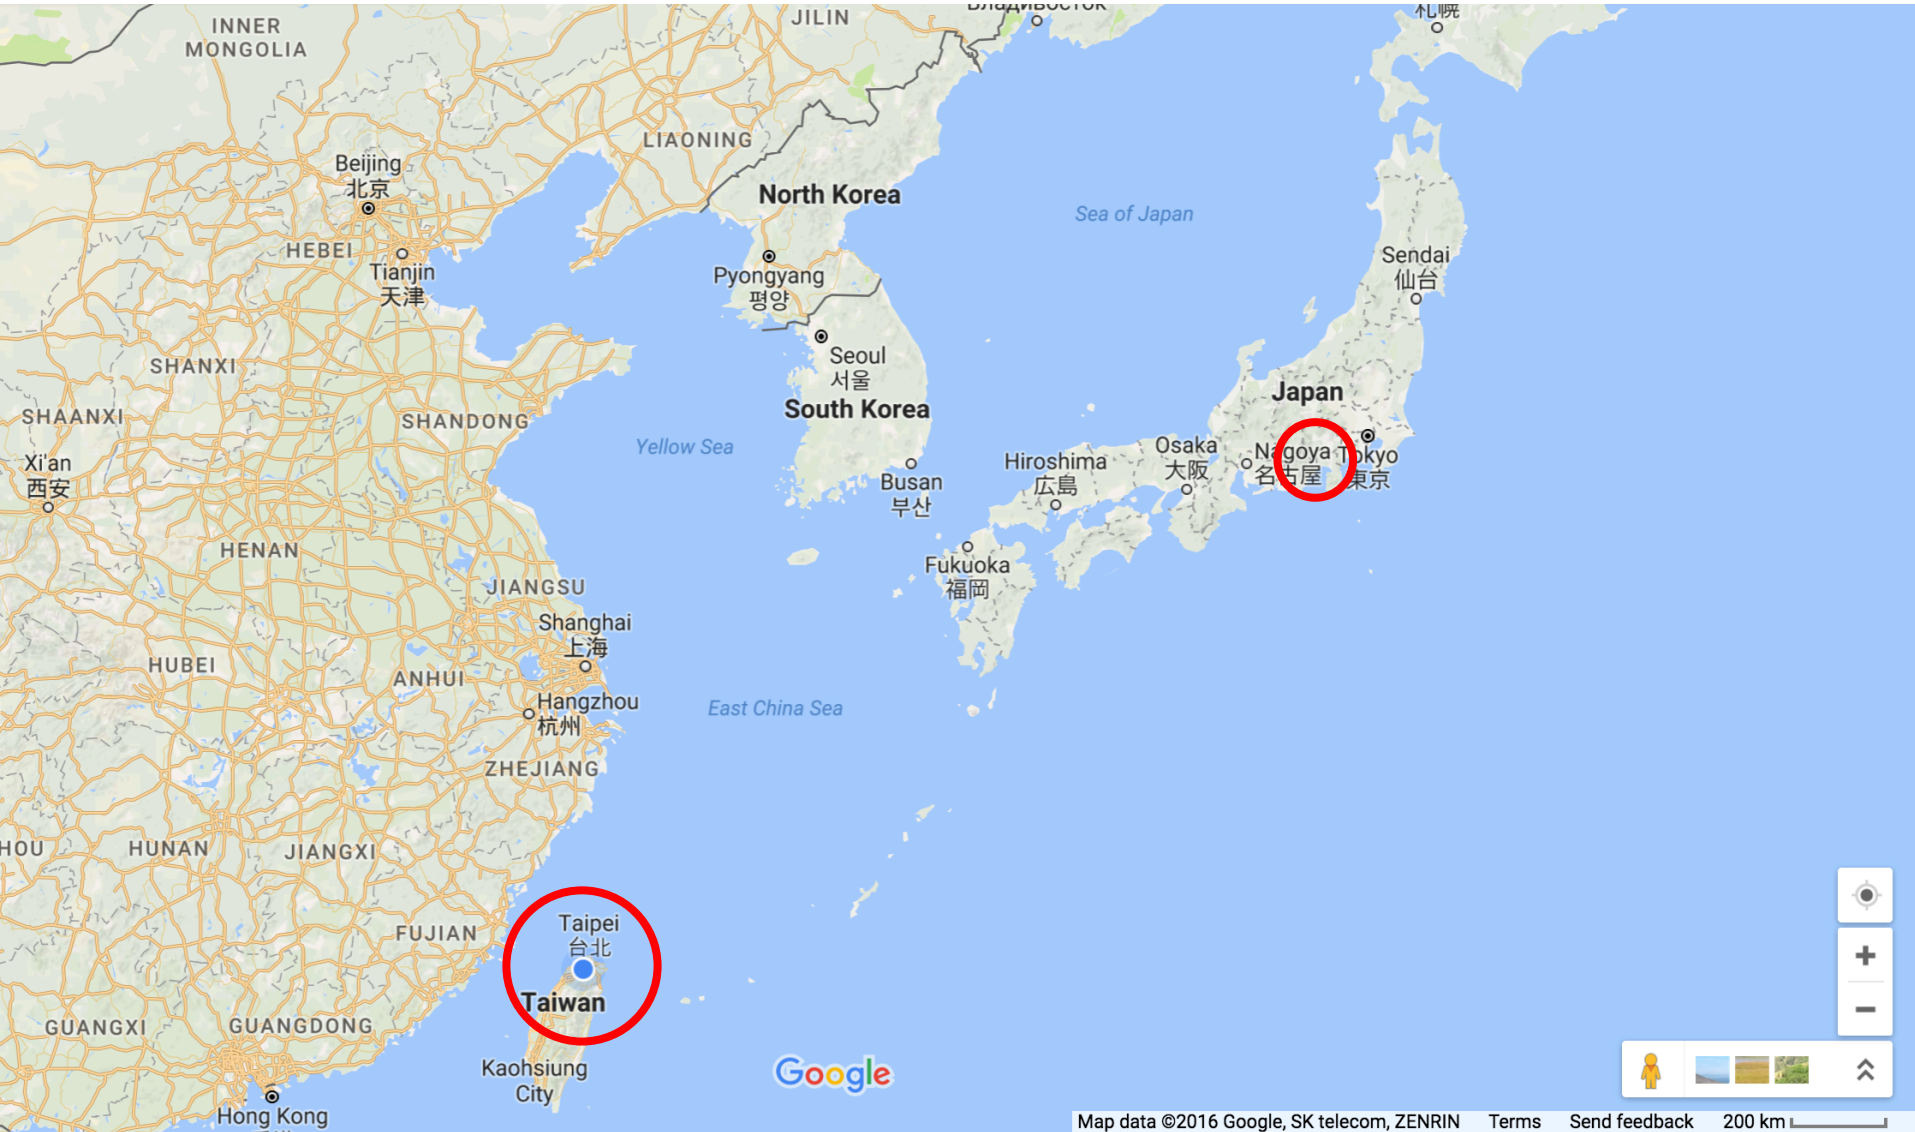 INNER
MONGOLIA
JILIN
Владивосток
札幌
LIAONING
Beijing
北京
North Korea
Sea of Japan
HEBEI
Tianjin
天津
Pyongyang
평양
Sendai
仙台
Seoul
서울
SHANXI
Japan
SHAANXI
SHANDONG
South Korea
Yellow Sea
Xi'an
西安
Hiroshima
広島
Osaka
大阪
Nagoya
名古屋
Tokyo
東京
Busan
부산
HENAN
Fukuoka
福岡
JIANGSU
Shanghai
上海
HUBEI
ANHUI
Hangzhou
杭州
East China Sea
ZHEJIANG
HOU
HUNAN
JIANGXI
FUJIAN
Taipei
台北
Taiwan
GUANGXI
GUANGDONG
Kaohsiung
City
Google
Hong Kong
Map data ©2016 Google, SK telecom, ZENRIN Terms Send feedback 200 km